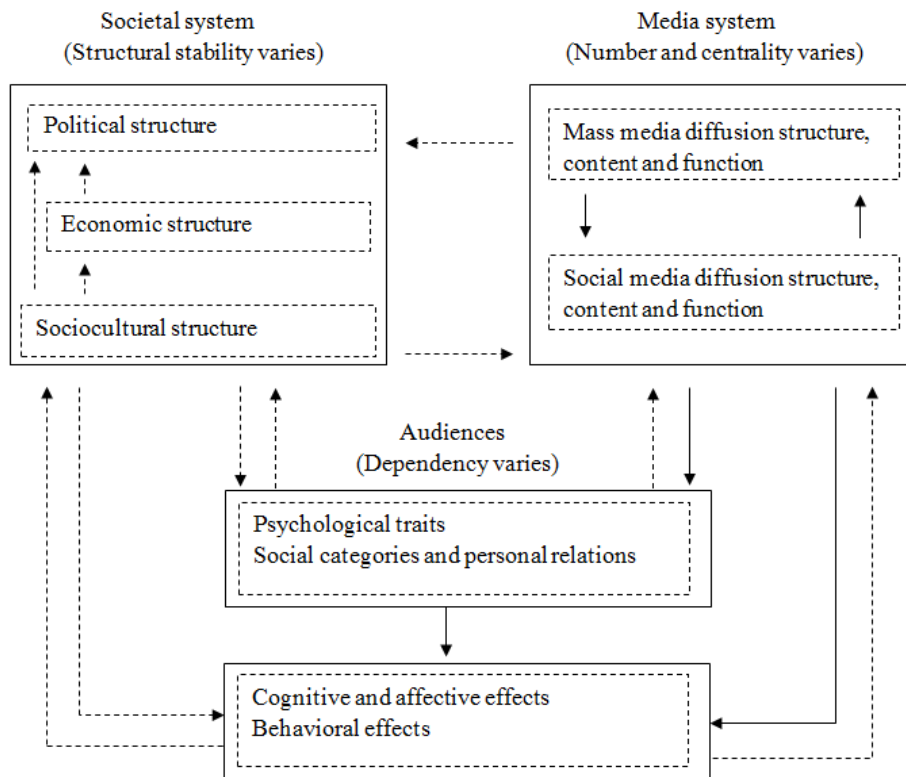 Societal system
(Structural stability varies)
Media system
(Number and centrality varies)
Political structure
Economic structure
Sociocultural structure
Mass media diffusion structure,
content and function
Social media diffusion structure,
content and function
Audiences
(Dependency varies)
Psychological traits
Social categories and personal relations
Cognitive and affective effects
Behavioral effects